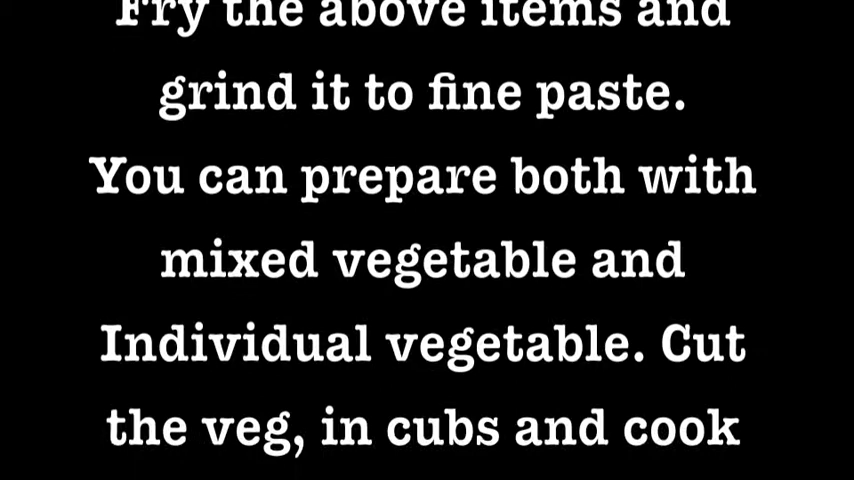 Fry the above items and
grind it to fine paste.
You can prepare both with
mixed vegetable and
Individual vegetable. Cut
the veg, in cubs and cook